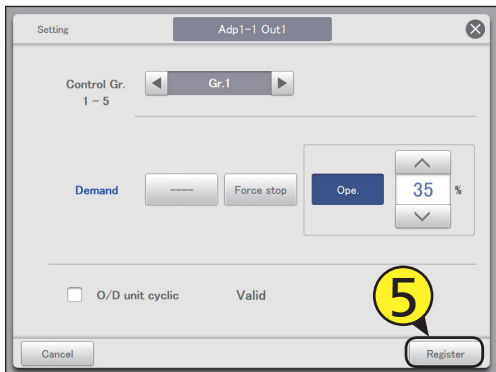 Setting
Adp1-1 Out1
Control Gr.
1 - 5
Gr.1
Demand
----
Force stop
Ope.
35 %
O/D unit cyclic Valid
5
Cancel
Register